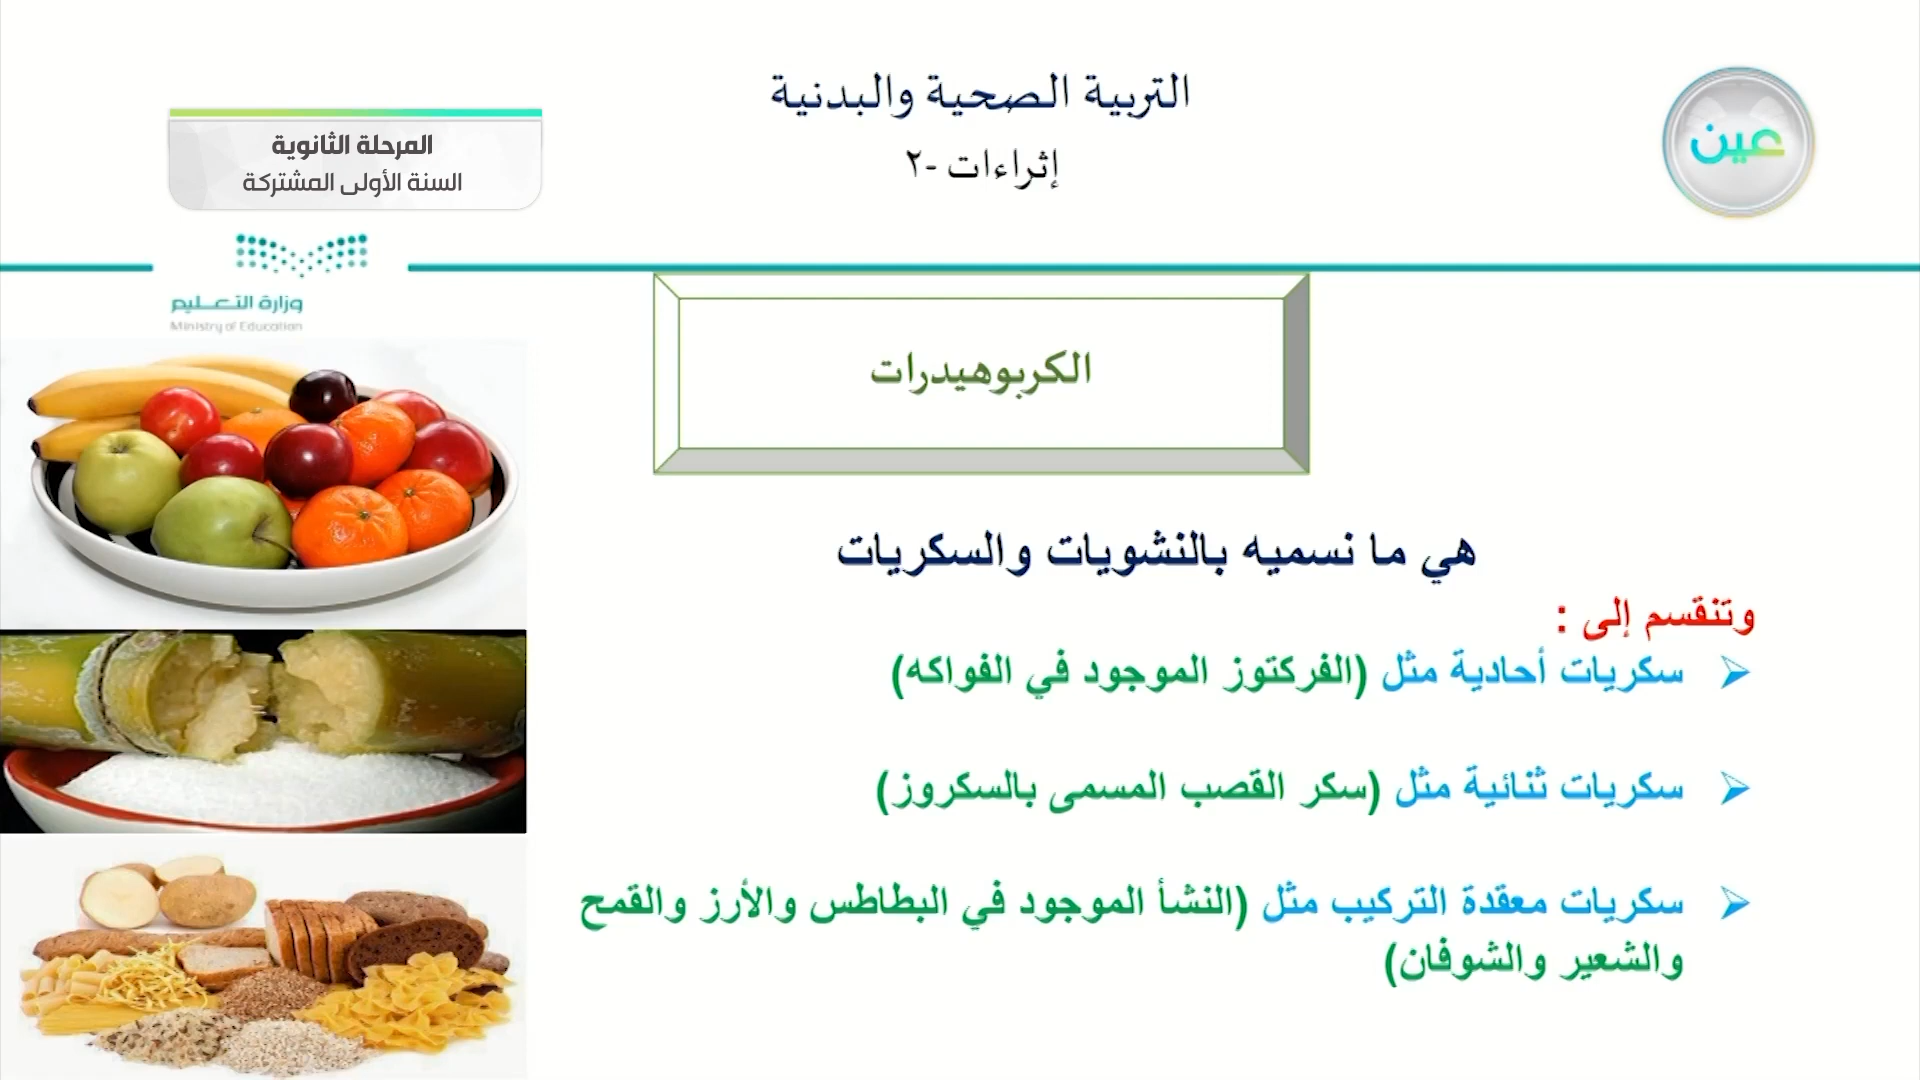 التربية الصحية والبدنية
إثراءات -٢
عين
المرحلة الثانوية
السنة الأولى المشتركة
وزارة التعليم
Ministry of Education
الكربوهيدرات
هي ما نسميه بالنشويات والسكريات
وتنقسم إلى :
سكريات أحادية مثل (الفركتوز الموجود في الفواكه)
سكريات ثنائية مثل (سكر القصب المسمى بالسكروز)
سكريات معقدة التركيب مثل (النشأ الموجود في البطاطس والأرز والقمح
والشعير والشوفان)